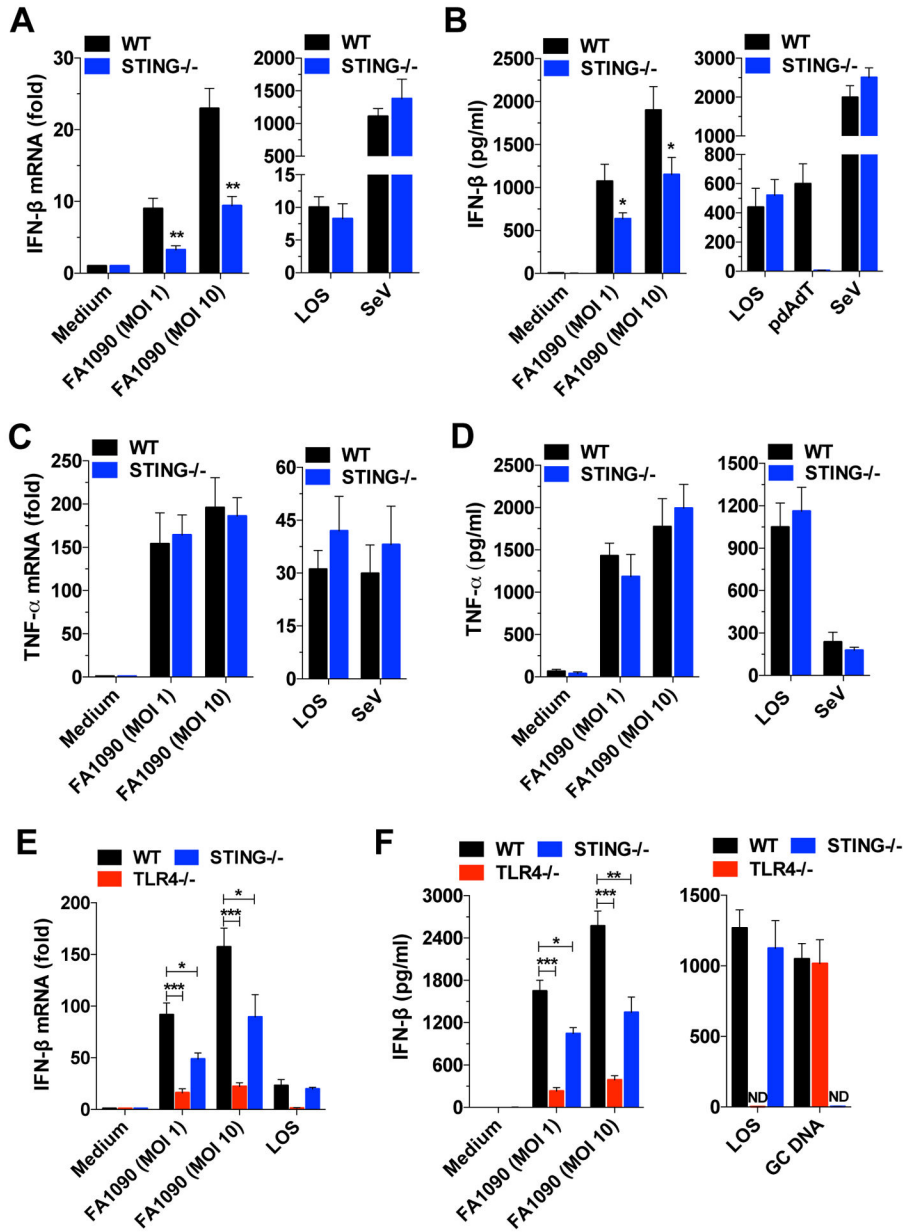 A
WT
STING-/-
IFN-β mRNA (fold)
30
20
10
0
Medium
FA1090 (MOI 1)
FA1090 (MOI 10)
**
**
1500
1000
500
15
10
5
0
LOS
SeV
B
WT
STING-/-
IFN-β (pg/ml)
2500
2000
1500
1000
500
0
Medium
FA1090 (MOI 1)
FA1090 (MOI 10)
*
*
3000
2000
1000
800
600
400
200
0
LOS
pdAdT
SeV
C
WT
STING-/-
TNF-α mRNA (fold)
250
200
150
100
50
0
Medium
FA1090 (MOI 1)
FA1090 (MOI 10)
WT
STING-/-
60
45
30
15
0
LOS
SeV
D
WT
STING-/-
TNF-α (pg/ml)
2500
2000
1500
1000
500
0
Medium
FA1090 (MOI 1)
FA1090 (MOI 10)
WT
STING-/-
1500
1200
900
600
300
0
LOS
SeV
E
WT STING-/-
TLR4-/-
IFN-β mRNA (fold)
200
150
100
50
0
*
***
*
***
Medium
FA1090 (MOI 1)
FA1090 (MOI 10)
LOS
F
WT STING-/-
TLR4-/-
IFN-β (pg/ml)
3000
2400
1800
1200
600
0
*
***
**
***
Medium
FA1090 (MOI 1)
FA1090 (MOI 10)
WT
TLR4-/-
STING-/-
1500
1000
500
0
ND
ND
LOS
GC DNA